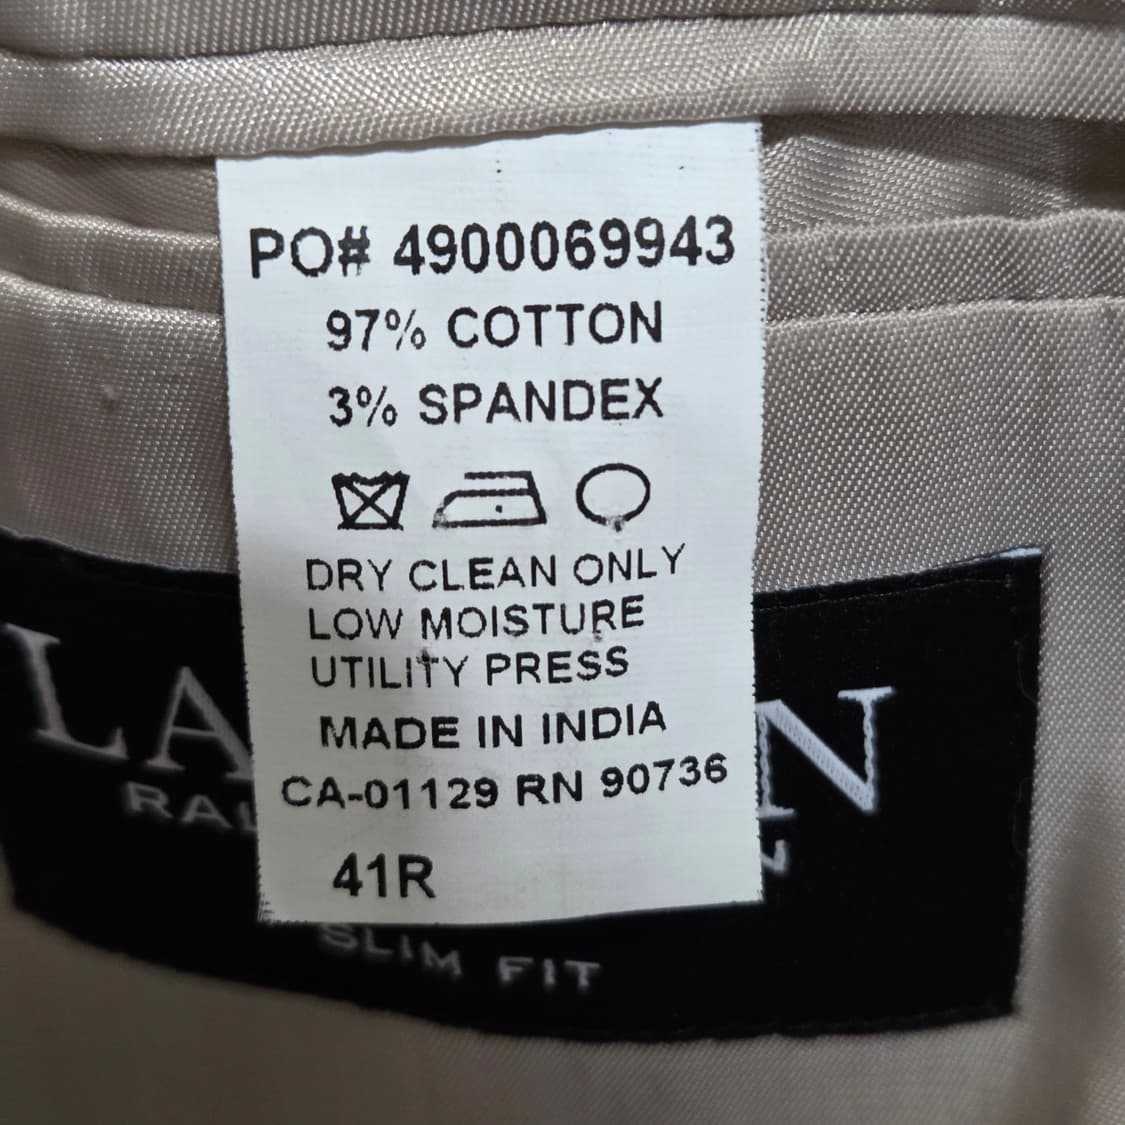 PO# 4900069943
97% COTTON
3% SPANDEX
DRY CLEAN ONLY
LOW MOISTURE
UTILITY PRESS
MADE IN INDIA
CA-01129 RN 90736
41R
SLIM FIT